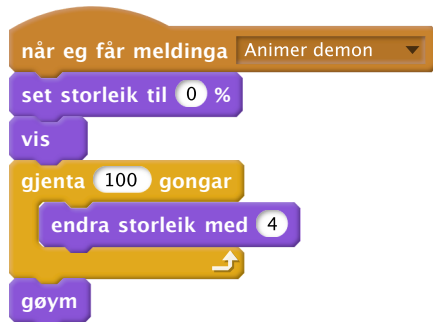 når eg får meldinga Animer demon
set storleik til 0 %
vis
gjenta 100 gongar
endra storleik med 4
gøym